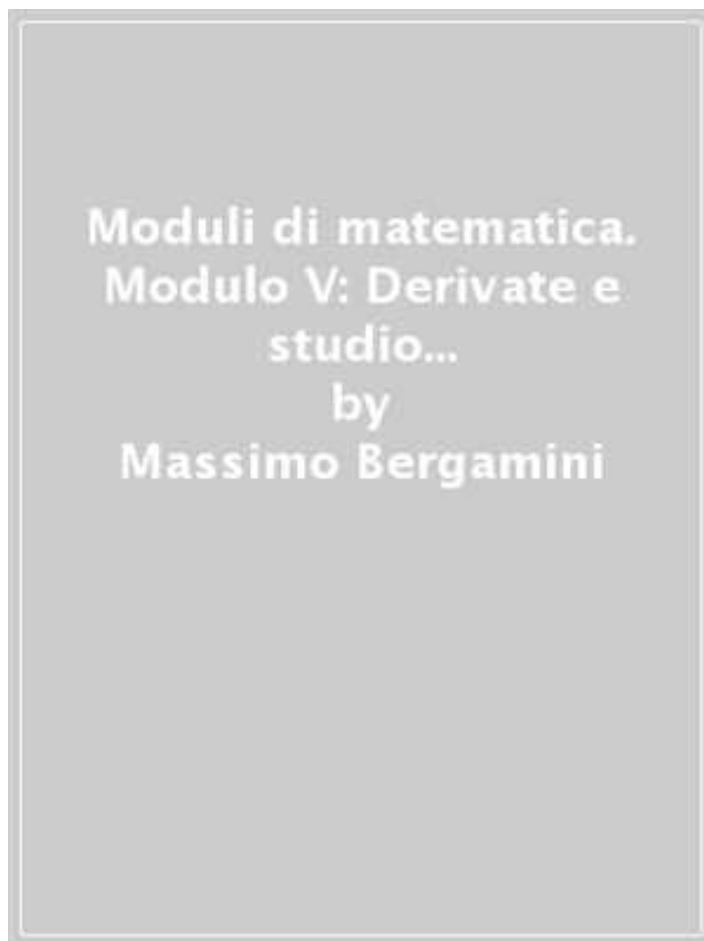 Moduli di matematica.
Modulo V: Derivate e
studio...
by
Massimo Bergamini